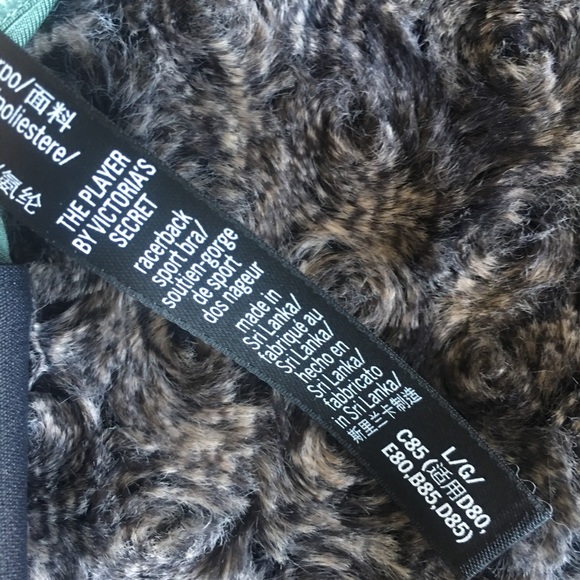 /面料
poliestere/
氨纶
THE PLAYER
BY VICTORIA'S
SECRET
racerback
sport bra/
soutien-gorge
de sport
dos nageur
made in
Sri Lanka/
fabriqué au
Sri Lanka/
hecho en
Sri Lanka/
fabbricato
in Sri Lanka/
斯里兰卡制造
L/G/
C85 (适用D80,
E80,B85,D85)